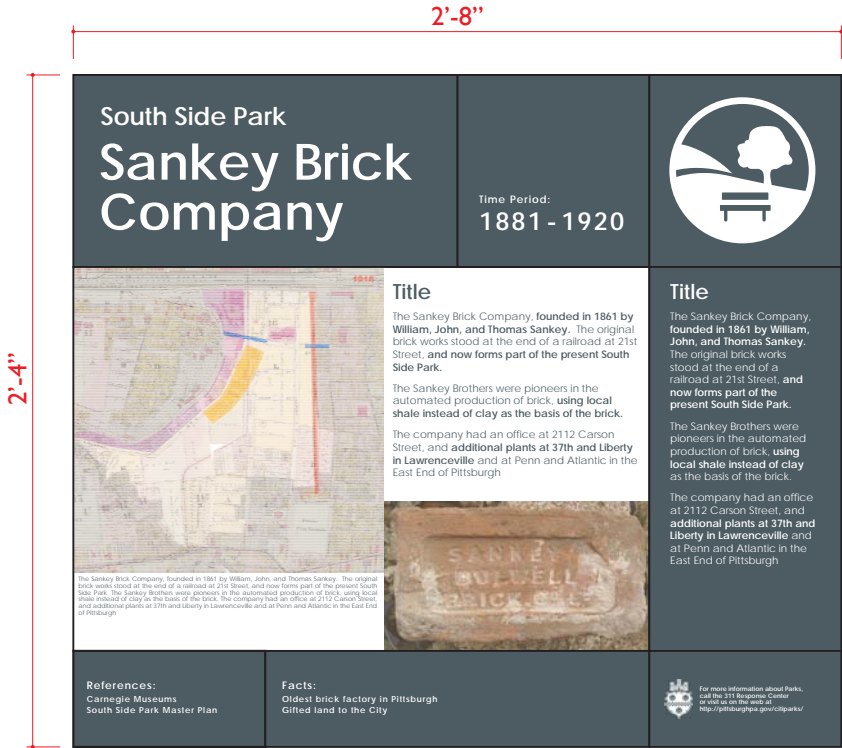 2'-8"
2'-4"
South Side Park
Sankey Brick
Company
Time Period:
1881 - 1920
1818
Title
The Sankey Brick Company, founded in 1861 by
William, John, and Thomas Sankey. The original
brick works stood at the end of a railroad at 21st
Street, and now forms part of the present South
Side Park.
The Sankey Brothers were pioneers in the
automated production of brick, using local
shale instead of clay as the basis of the brick.
The company had an office at 2112 Carson
Street, and additional plants at 37th and Liberty
in Lawrenceville and at Penn and Atlantic in the
East End of Pittsburgh
SANKEY
BRICK
Title
The Sankey Brick Company,
founded in 1861 by William,
John, and Thomas Sankey.
The original brick works
stood at the end of a
railroad at 21st Street, and
now forms part of the
present South Side Park.
The Sankey Brothers were
pioneers in the automated
production of brick, using
local shale instead of clay
as the basis of the brick.
The company had an office
at 2112 Carson Street, and
additional plants at 37th and
Liberty in Lawrenceville and
at Penn and Atlantic in the
East End of Pittsburgh
The Sankey Brick Company, founded in 1861 by William, John, and Thomas Sankey. The original
brick works stood at the end of a railroad at 21st Street, and now forms part of the present South
Side Park. The Sankey Brothers were pioneers in the automated production of brick, using local
shale instead of clay as the basis of the brick. The company had an office at 2112 Carson Street,
and additional plants at 37th and Liberty in Lawrenceville and at Penn and Atlantic in the East End
of Pittsburgh
References:
Carnegie Museums
South Side Park Master Plan
Facts:
Oldest brick factory in Pittsburgh
Gifted land to the City
For more information about Parks,
call the 311 Response Center
or visit us on the web at
http://pittsburghpa.gov/citiparks/